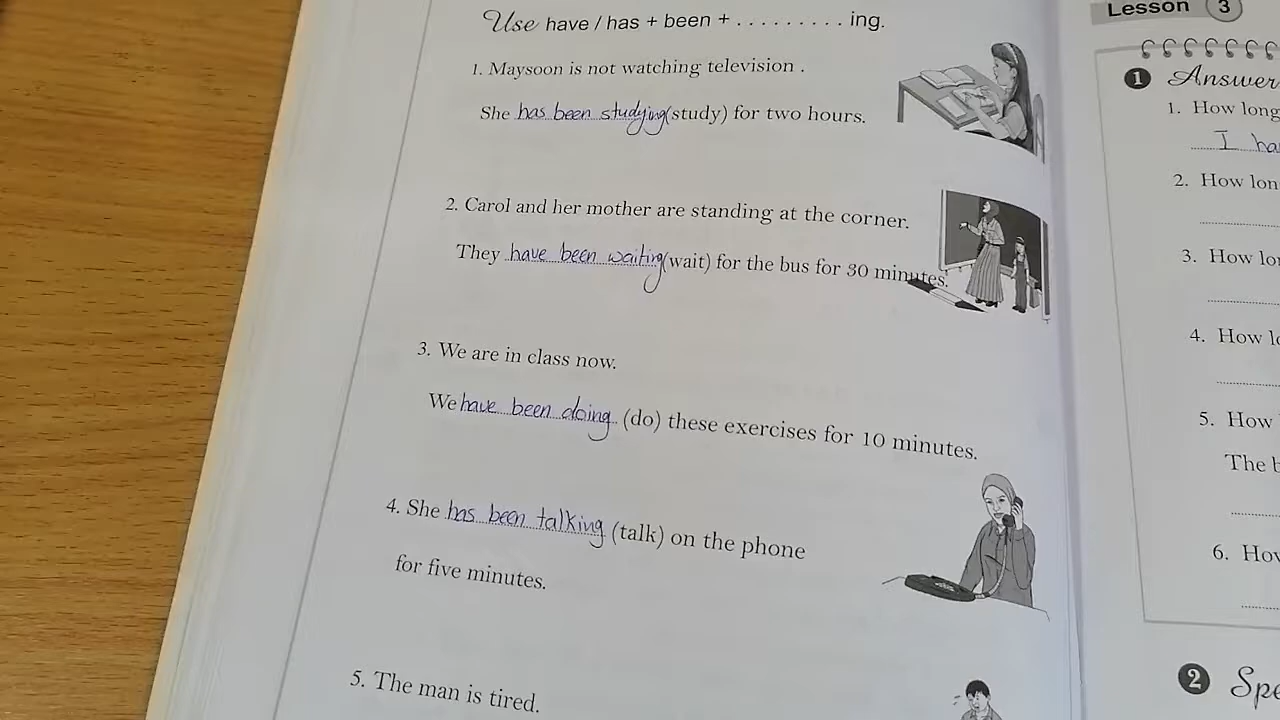 Use have / has + been + ......... ing.
1. Maysoon is not watching television .
She has been studying (study) for two hours.
2. Carol and her mother are standing at the corner.
They have been waiting (wait) for the bus for 30 minutes.
3. We are in class now.
We have been doing (do) these exercises for 10 minutes.
4. She has been talking (talk) on the phone
for five minutes.
5. The man is tired.
Lesson 3
1 Answer
1. How long
I ha
2. How lon
3. How lo
4. How l
5. How
The b
6. How
2 Spe